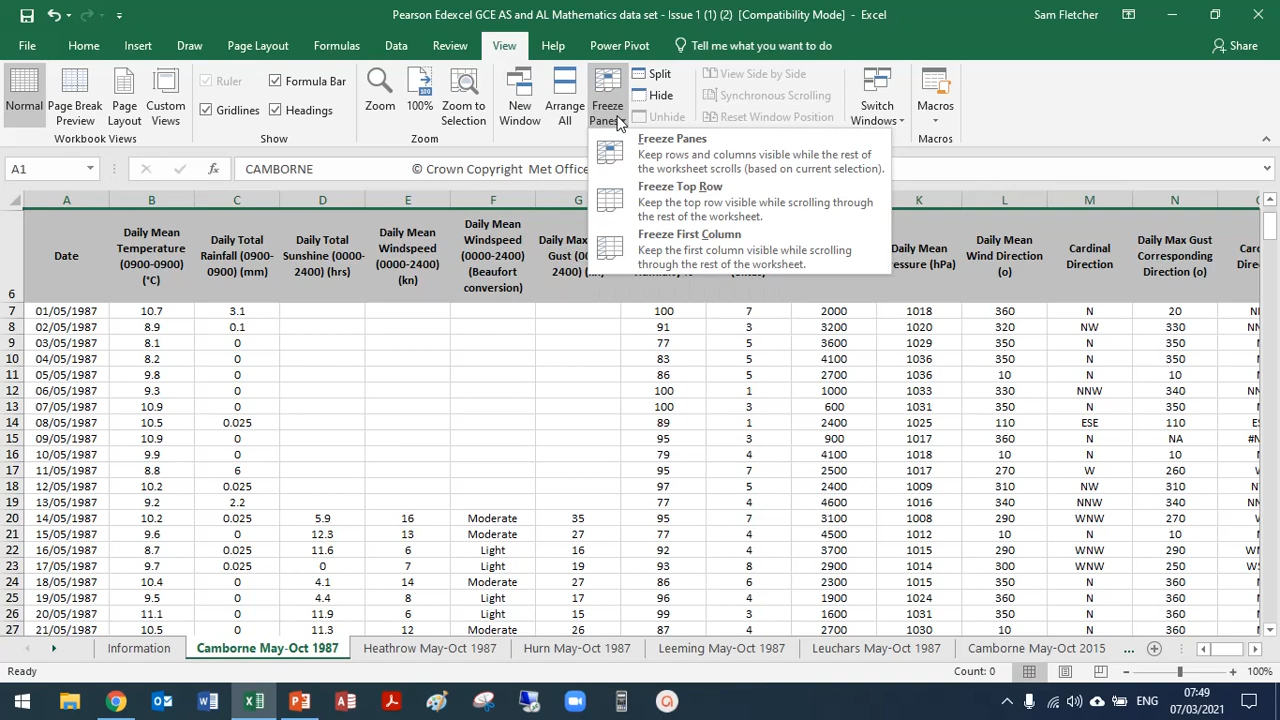 Pearson Edexcel GCE AS and AL Mathematics data set - Issue 1 (1) (2) [Compatibility Mode] - Excel
Sam Fletcher
File Home Insert Draw Page Layout Formulas Data Review View Help Power Pivot Tell me what you want to do Share
Normal
Page Break Preview
Page Layout
Custom Views
Workbook Views
Ruler
Formula Bar
Gridlines
Headings
Show
Zoom
100%
Zoom to Selection
Zoom
New Window
Arrange All
Freeze Panes
Split
Hide
Unhide
View Side by Side
Synchronous Scrolling
Reset Window Position
Switch Windows
Macros
Macros
Freeze Panes
Keep rows and columns visible while the rest of
the worksheet scrolls (based on current selection).
Freeze Top Row
Keep the top row visible while scrolling through
the rest of the worksheet.
Freeze First Column
Keep the first column visible while scrolling
through the rest of the worksheet.
A1 fx CAMBORNE © Crown Copyright Met Office
A B C D E F G K L M N
6
Date
Daily Mean Temperature (0900-0900) (°C)
Daily Total Rainfall (0900-0900) (mm)
Daily Total Sunshine (0000-2400) (hrs)
Daily Mean Windspeed (0000-2400) (kn)
Daily Mean Windspeed (0000-2400) (Beaufort conversion)
Daily Mean Wind Direction (o)
Cardinal Direction
Daily Max Gust Corresponding Direction (o)
7 01/05/1987 10.7 3.1 100 7 2000 1018 360 N 20
8 02/05/1987 8.9 0.1 91 3 3200 1020 320 NW 330
9 03/05/1987 8.1 0 77 5 3600 1029 350 N 350
10 04/05/1987 8.2 0 83 5 4100 1036 350 N 350
11 05/05/1987 9.8 0 86 5 2700 1036 10 N 10
12 06/05/1987 9.3 0 100 1 1000 1033 330 NNW 340
13 07/05/1987 10.9 0 100 3 600 1031 350 N 350
14 08/05/1987 10.5 0.025 89 1 2400 1025 110 ESE 110
15 09/05/1987 10.9 0 95 3 900 1017 360 N NA
16 10/05/1987 9.9 0 79 4 4100 1018 10 N 10
17 11/05/1987 8.8 6 95 7 2500 1017 270 W 260
18 12/05/1987 10.2 0.025 97 5 2400 1009 310 NW 310
19 13/05/1987 9.2 2.2 77 4 4600 1016 340 NNW 340
20 14/05/1987 10.2 0.025 5.9 16 Moderate 35 95 7 3100 1008 290 WNW 270
21 15/05/1987 9.6 0 12.3 13 Moderate 27 77 4 4500 1012 10 N 10
22 16/05/1987 8.7 0.025 11.6 6 Light 16 92 4 3700 1015 290 WNW 290
23 17/05/1987 9.7 0.025 0 7 Light 19 93 8 2900 1014 300 WNW 250
24 18/05/1987 10.4 0 4.1 14 Moderate 27 86 6 2300 1015 350 N 360
25 19/05/1987 9.5 0 4.4 8 Light 17 96 4 1900 1024 360 N 360
26 20/05/1987 11.1 0 11.9 6 Light 15 99 3 1600 1031 350 N 360
27 21/05/1987 10.5 0 11.3 12 Moderate 26 87 4 2700 1030 10 N 360
Information Camborne May-Oct 1987 Heathrow May-Oct 1987 Hurn May-Oct 1987 Leeming May-Oct 1987 Leuchars May-Oct 1987 Camborne May-Oct 2015 ...
Ready Count: 0 100%
ENG
07:49
07/03/2021